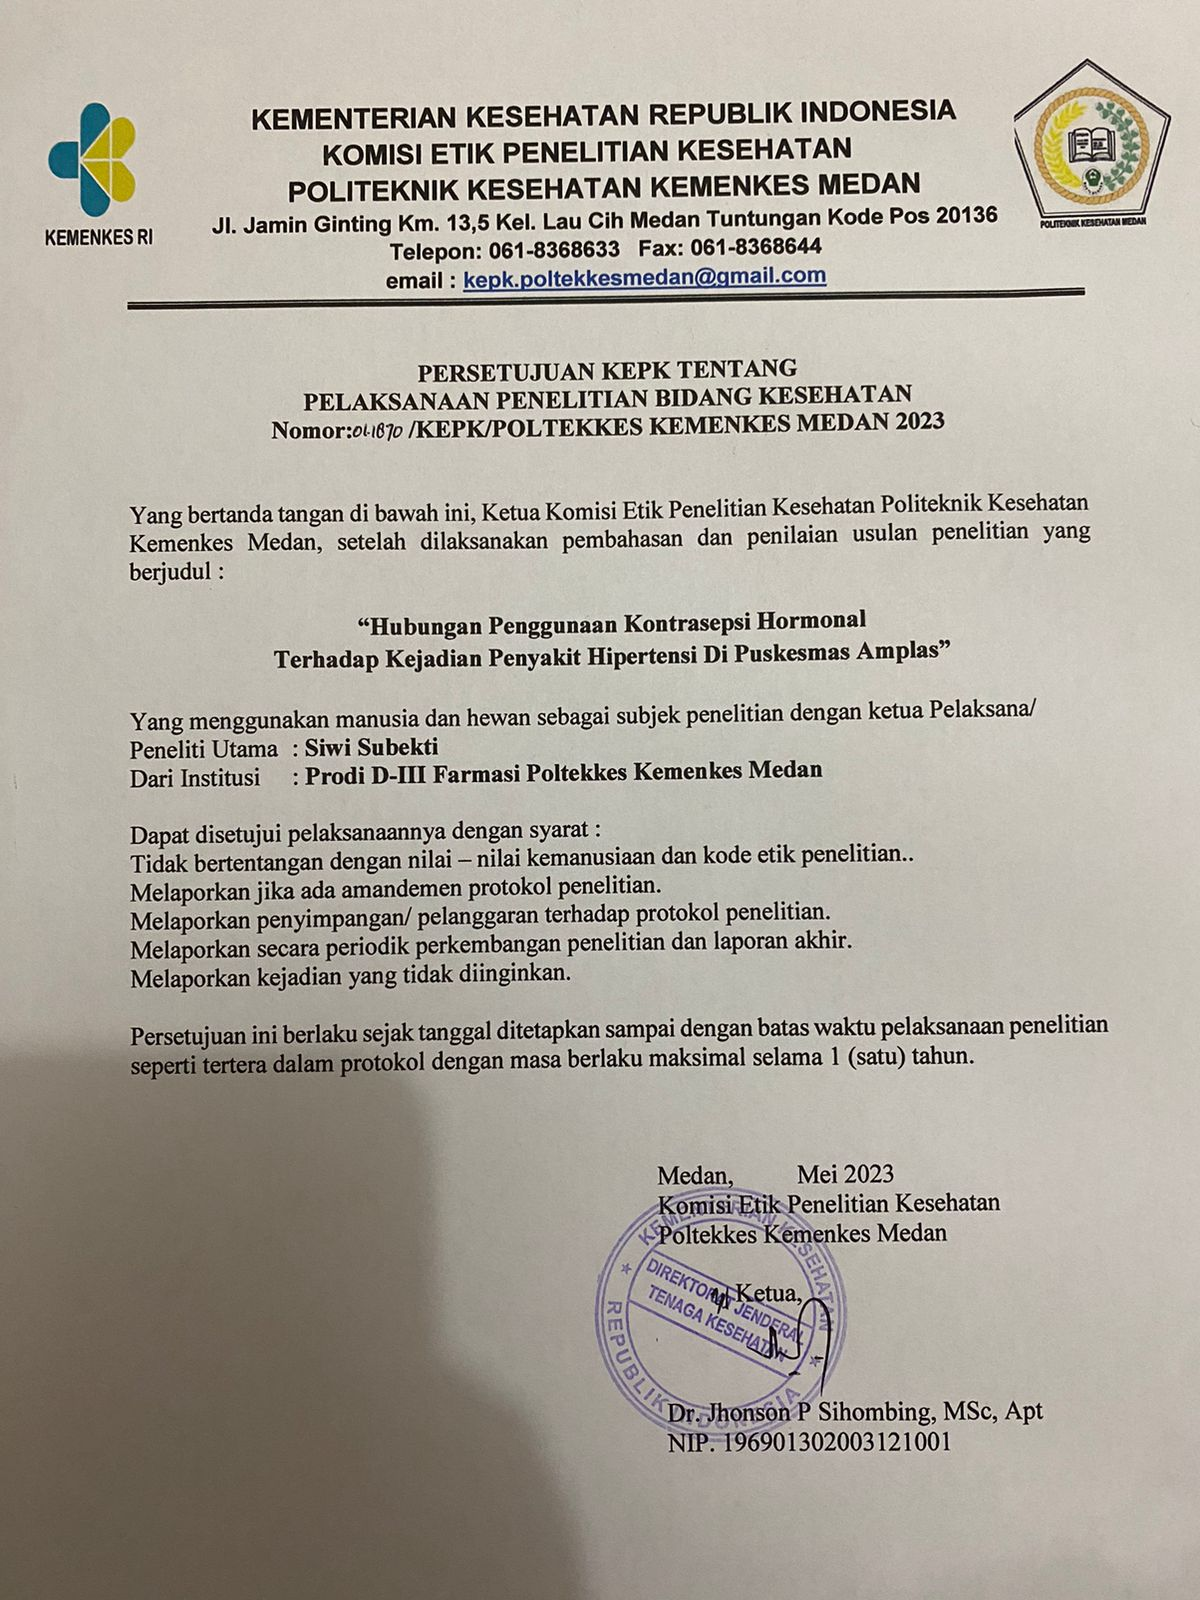 KEMENKES RI
KEMENTERIAN KESEHATAN REPUBLIK INDONESIA
KOMISI ETIK PENELITIAN KESEHATAN
POLITEKNIK KESEHATAN KEMENKES MEDAN
Jl. Jamin Ginting Km. 13,5 Kel. Lau Cih Medan Tuntungan Kode Pos 20136
Telepon: 061-8368633 Fax: 061-8368644
email : kepk.poltekkesmedan@gmail.com
POLITEKNIK KESEHATAN MEDAN
PERSETUJUAN KEPK TENTANG
PELAKSANAAN PENELITIAN BIDANG KESEHATAN
Nomor: /KEPK/POLTEKKES KEMENKES MEDAN 2023
Yang bertanda tangan di bawah ini, Ketua Komisi Etik Penelitian Kesehatan Politeknik Kesehatan
Kemenkes Medan, setelah dilaksanakan pembahasan dan penilaian usulan penelitian yang
berjudul :
“Hubungan Penggunaan Kontrasepsi Hormonal
Terhadap Kejadian Penyakit Hipertensi Di Puskesmas Amplas”
Yang menggunakan manusia dan hewan sebagai subjek penelitian dengan ketua Pelaksana/
Peneliti Utama : Siwi Subekti
Dari Institusi : Prodi D-III Farmasi Poltekkes Kemenkes Medan
Dapat disetujui pelaksanaannya dengan syarat :
Tidak bertentangan dengan nilai – nilai kemanusiaan dan kode etik penelitian..
Melaporkan jika ada amandemen protokol penelitian.
Melaporkan penyimpangan/ pelanggaran terhadap protokol penelitian.
Melaporkan secara periodik perkembangan penelitian dan laporan akhir.
Melaporkan kejadian yang tidak diinginkan.
Persetujuan ini berlaku sejak tanggal ditetapkan sampai dengan batas waktu pelaksanaan penelitian
seperti tertera dalam protokol dengan masa berlaku maksimal selama 1 (satu) tahun.
Medan, Mei 2023
Komisi Etik Penelitian Kesehatan
Poltekkes Kemenkes Medan
Ketua,
KEMENTERIAN KESEHATAN
DIREKTORAT JENDERAL
TENAGA KESEHATAN
REPUBLIK INDONESIA
Dr. Jhonson P Sihombing, MSc, Apt
NIP. 196901302003121001